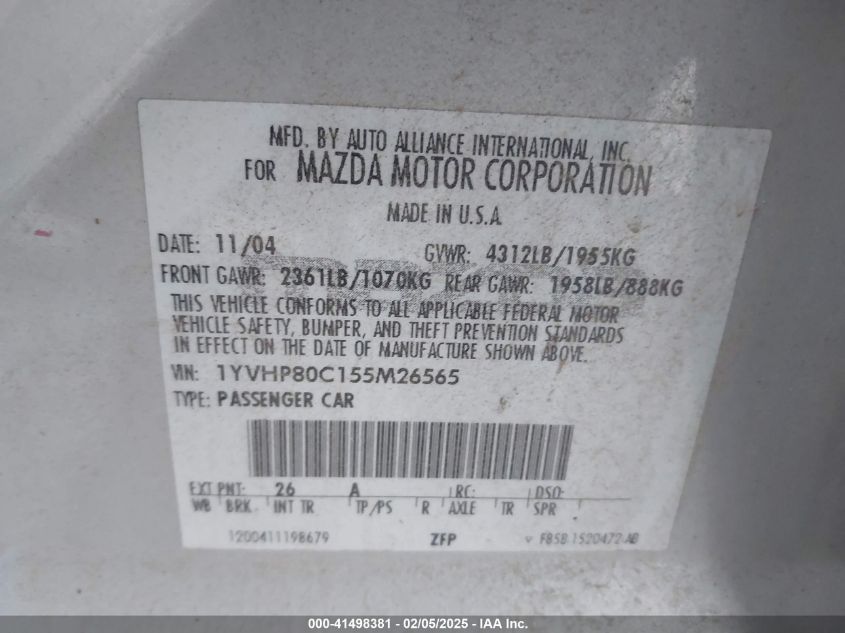 MFD. BY AUTO ALLIANCE INTERNATIONAL, INC.
FOR MAZDA MOTOR CORPORATION
MADE IN U.S.A
DATE: 11/04 GVWR: 4312LB/1955KG
FRONT GAWR: 2361LB/1070KG REAR GAWR: 1958LB/888KG
THIS VEHICLE CONFORMS TO ALL APPLICABLE FEDERAL MOTOR
VEHICLE SAFETY, BUMPER, AND THEFT PREVENTION STANDARDS
IN EFFECT ON THE DATE OF MANUFACTURE SHOWN ABOVE.
VIN: 1YVHP80C155M26565
TYPE: PASSENGER CAR
EXT PNT: 26 A RC: DSO:
WB BRK INT TR TP/PS R AXLE TR SPR
1200411198679 ZFP F85B 1520472 AB
000-41498381 - 02/05/2025 - IAA Inc.